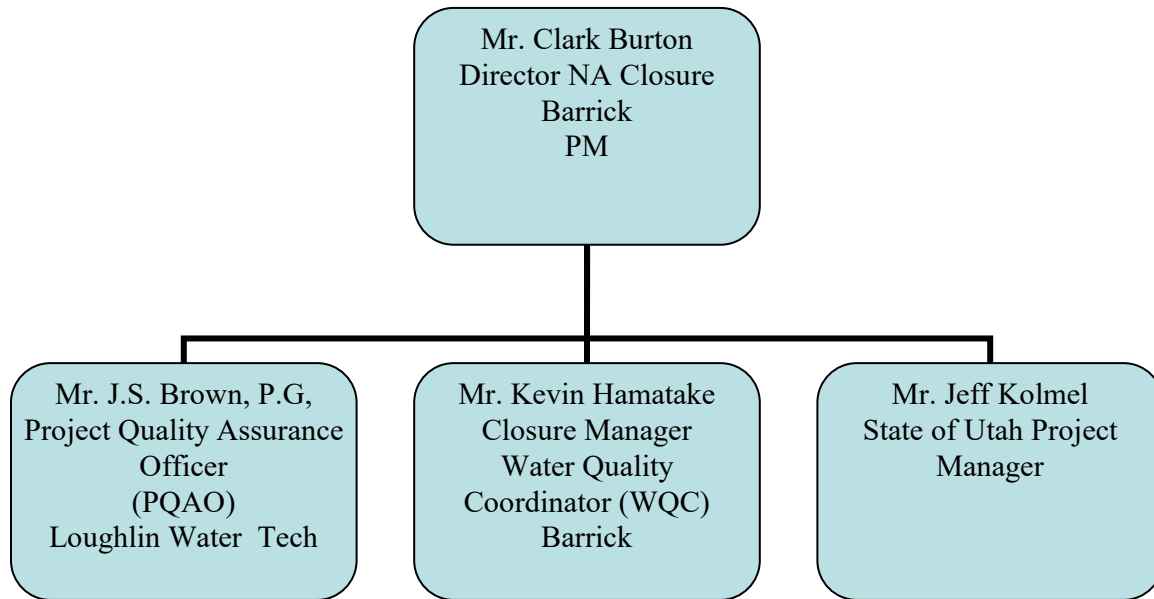 Mr. Clark Burton
Director NA Closure
Barrick
PM
Mr. J.S. Brown, P.G,
Project Quality Assurance
Officer
(PQAO)
Loughlin Water  Tech
Mr. Kevin Hamatake
Closure Manager
Water Quality
Coordinator (WQC)
Barrick
Mr. Jeff Kolmel
State of Utah Project
Manager